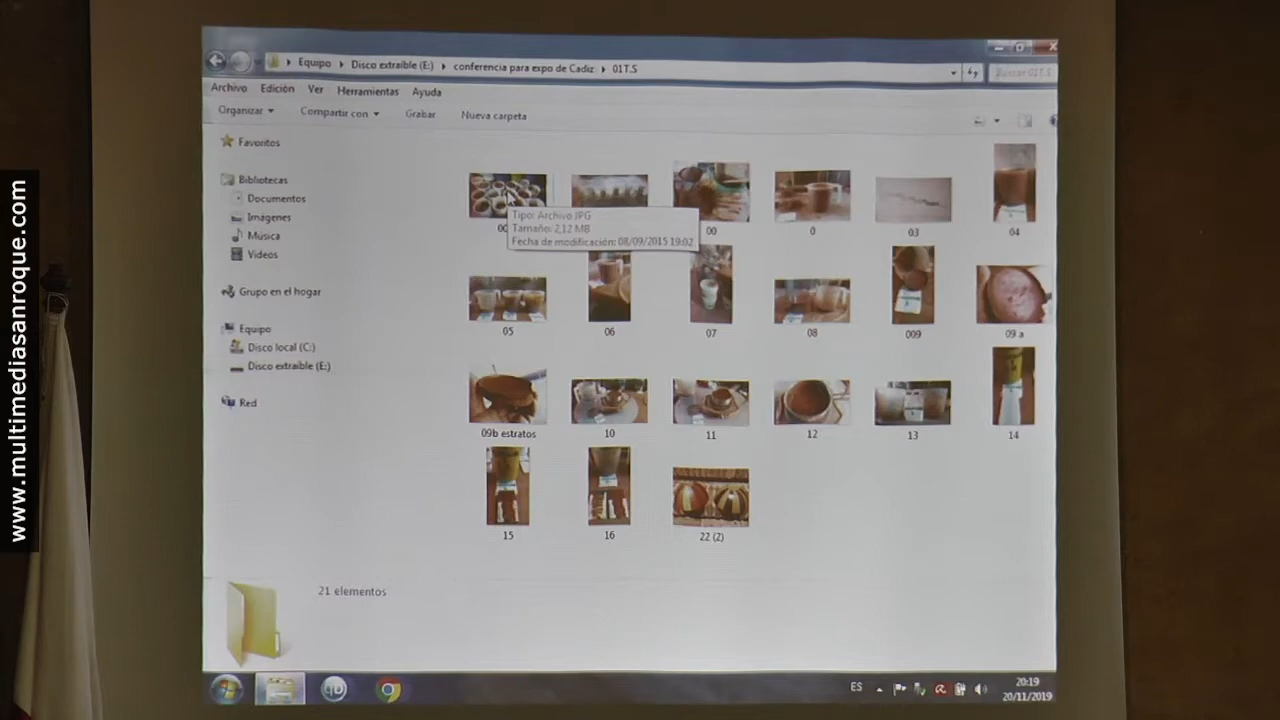 Equipo Disco extraíble (E:) conferencia para expo de Cadiz 01T.S
Buscar 01T.S
Archivo Edición Ver Herramientas Ayuda
Organizar Compartir con Grabar Nueva carpeta
Favoritos
Bibliotecas
Documentos
Imágenes
Música
Videos
Grupo en el hogar
Equipo
Disco local (C:)
Disco extraíble (E:)
Red
Tipo: Archivo JPG
Tamaño: 2,12 MB
Fecha de modificación: 08/09/2015 19:02
00 0 03 04
05 06 07 08 009 09 a
09b estratos 10 11 12 13 14
15 16 22 (2)
21 elementos
ES
20:19
20/11/2019
www.multimediasanroque.com